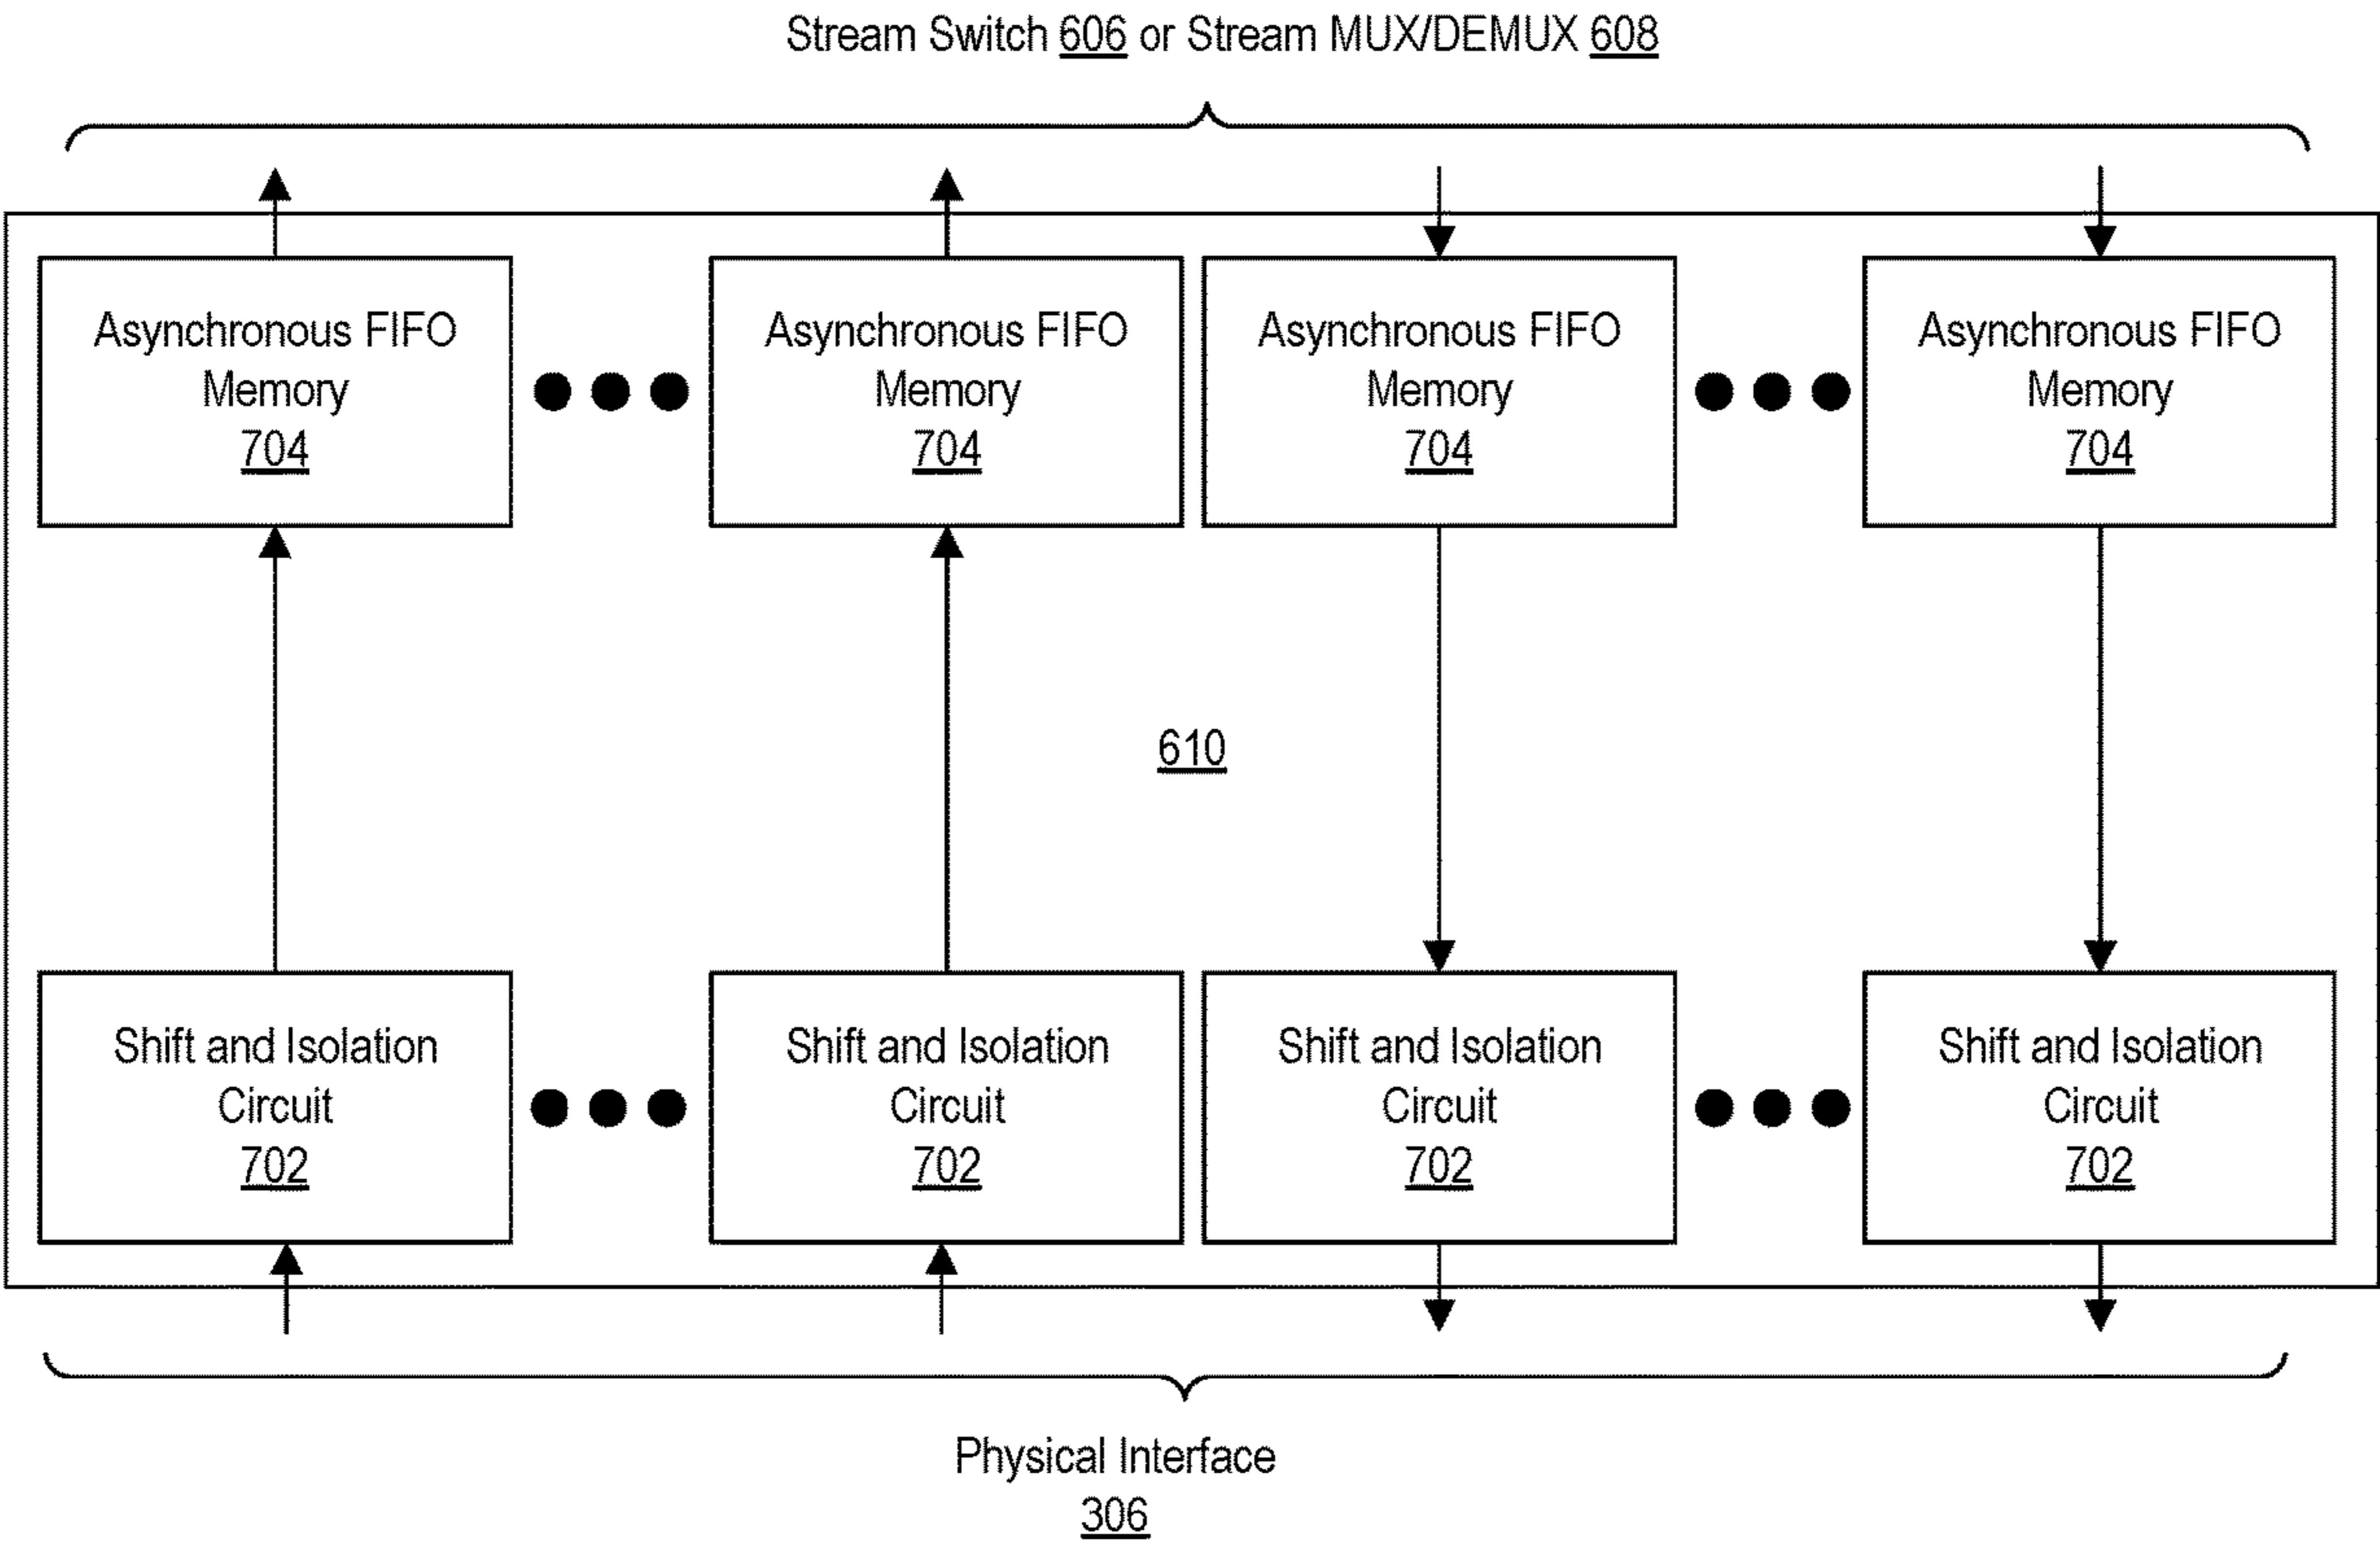 Stream Switch 606 or Stream MUX/DEMUX 608
Asynchronous FIFO
Memory
704
Asynchronous FIFO
Memory
704
Asynchronous FIFO
Memory
704
Asynchronous FIFO
Memory
704
610
Shift and Isolation
Circuit
702
Shift and Isolation
Circuit
702
Shift and Isolation
Circuit
702
Shift and Isolation
Circuit
702
Physical Interface
306